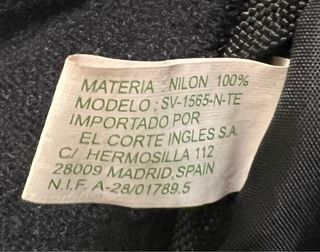 MATERIA : NILON 100%
MODELO : SV-1565-N-TE
IMPORTADO POR
EL CORTE INGLES S.A.
C/ HERMOSILLA 112
28009 MADRID, SPAIN
N.I.F. A-28/01789.5